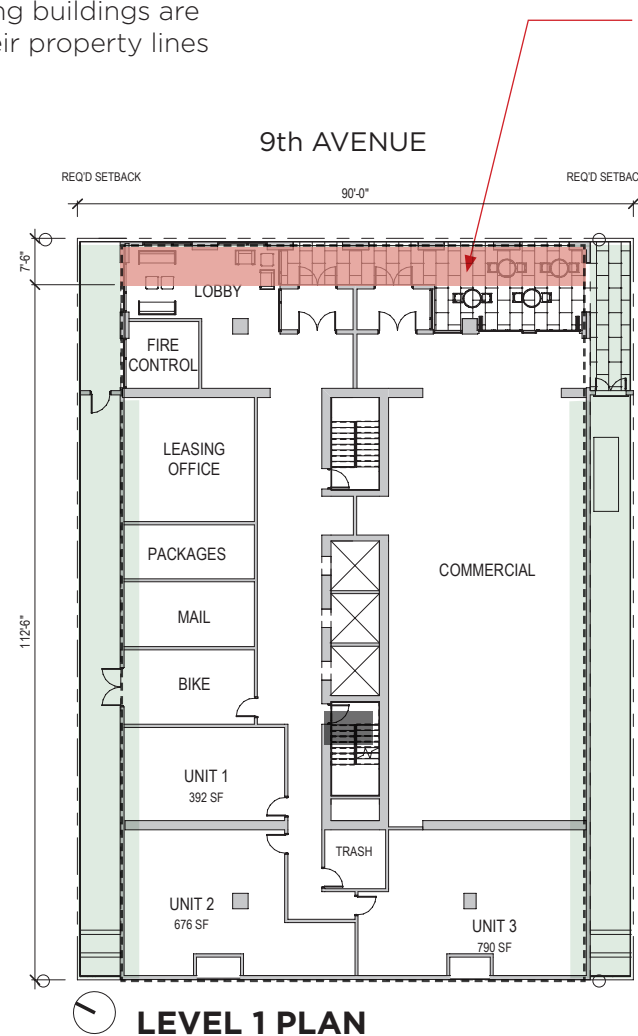 ng buildings are
eir property lines
9th AVENUE
REQ'D SETBACK
REQ'D SETBAC
90'-0"
7'-6"
LOBBY
FIRE
CONTROL
LEASING
OFFICE
PACKAGES
COMMERCIAL
MAIL
112'-6"
BIKE
UNIT 1
392 SF
TRASH
UNIT 2
676 SF
UNIT 3
790 SF
LEVEL 1 PLAN